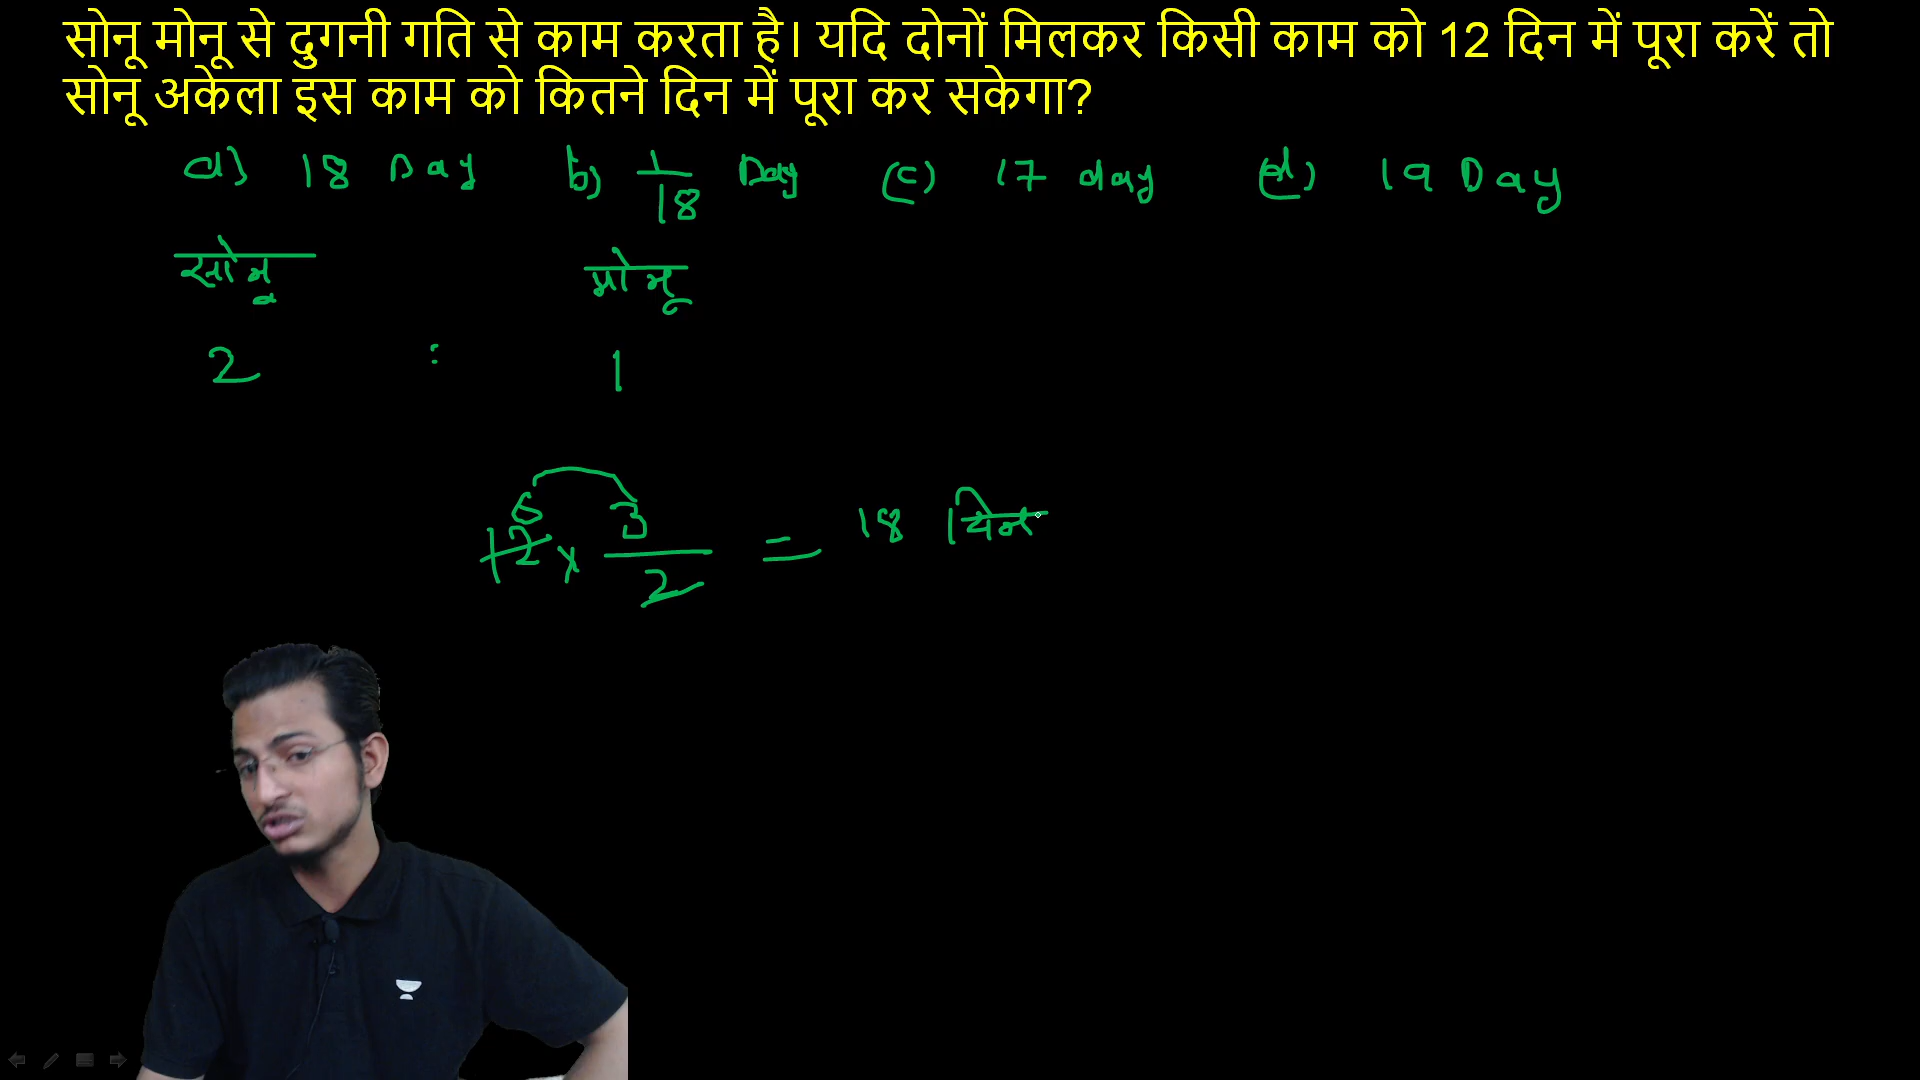 सोनू मोनू से दुगनी गति से काम करता है। यदि दोनों मिलकर किसी काम को 12 दिन में पूरा करें तो
सोनू अकेला इस काम को कितने दिन में पूरा कर सकेगा?
a) 18 Day b) 1/18 Day (c) 17 day (d) 19 Day
सोनू मोनू
2 : 1
6
12 x 3/2 = 18 दिन